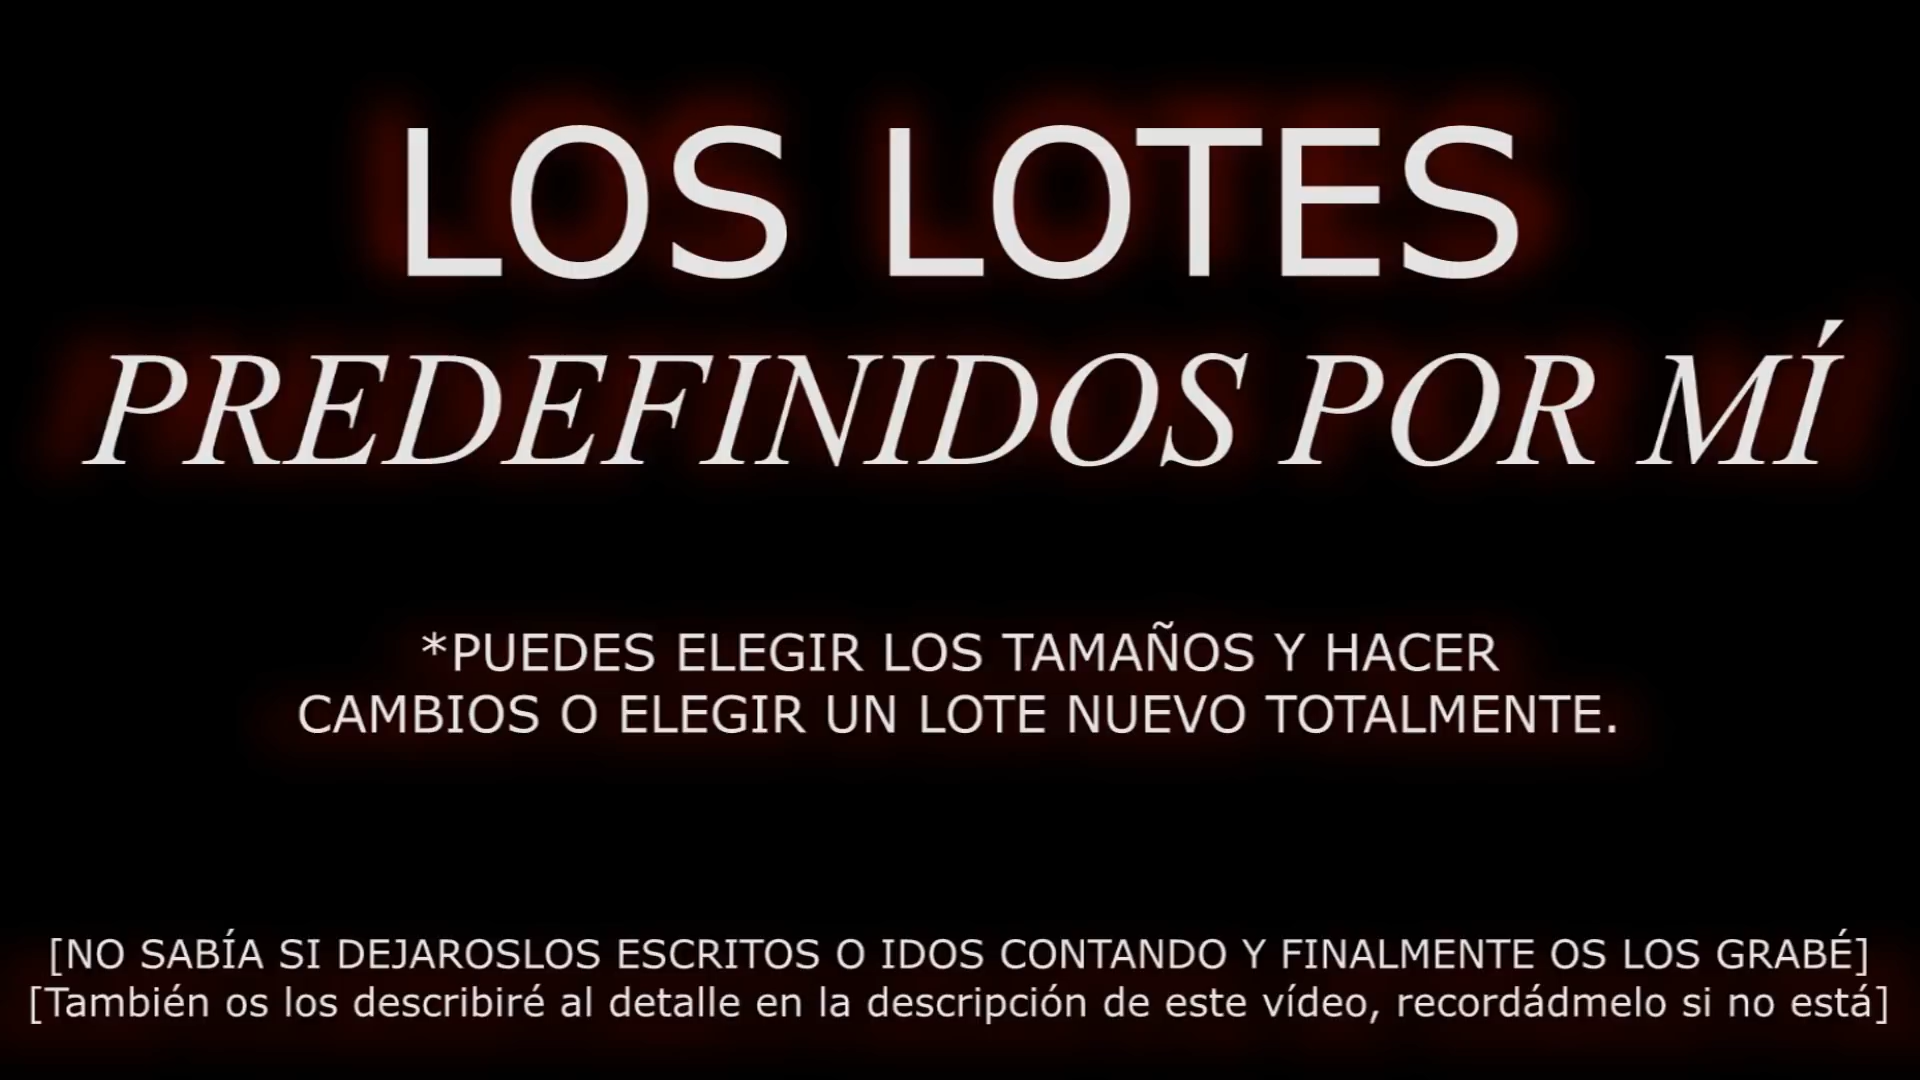 LOS LOTES
PREDEFINIDOS POR MÍ
*PUEDES ELEGIR LOS TAMAÑOS Y HACER
CAMBIOS O ELEGIR UN LOTE NUEVO TOTALMENTE.
[NO SABÍA SI DEJAROSLOS ESCRITOS O IDOS CONTANDO Y FINALMENTE OS LOS GRABÉ]
[También os los describiré al detalle en la descripción de este vídeo, recordádmelo si no está]